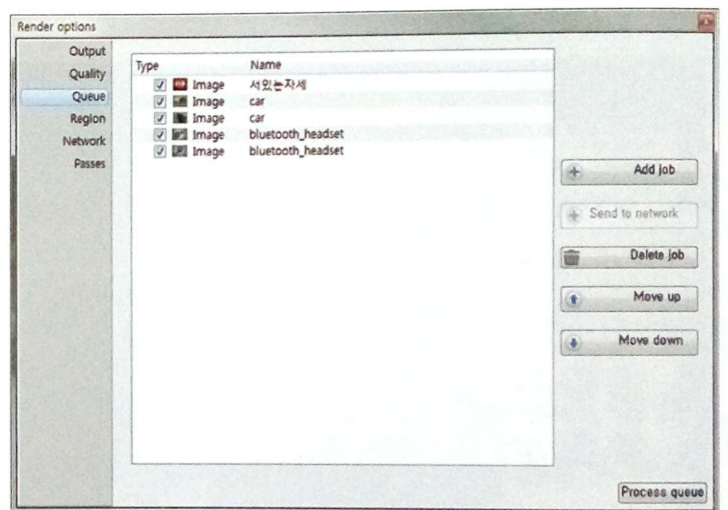 Render options
Output
Quality
Queue
Region
Network
Passes
Type Name
Image 서있는자세
Image car
Image car
Image bluetooth_headset
Image bluetooth_headset
Add job
Send to network
Delete job
Move up
Move down
Process queue